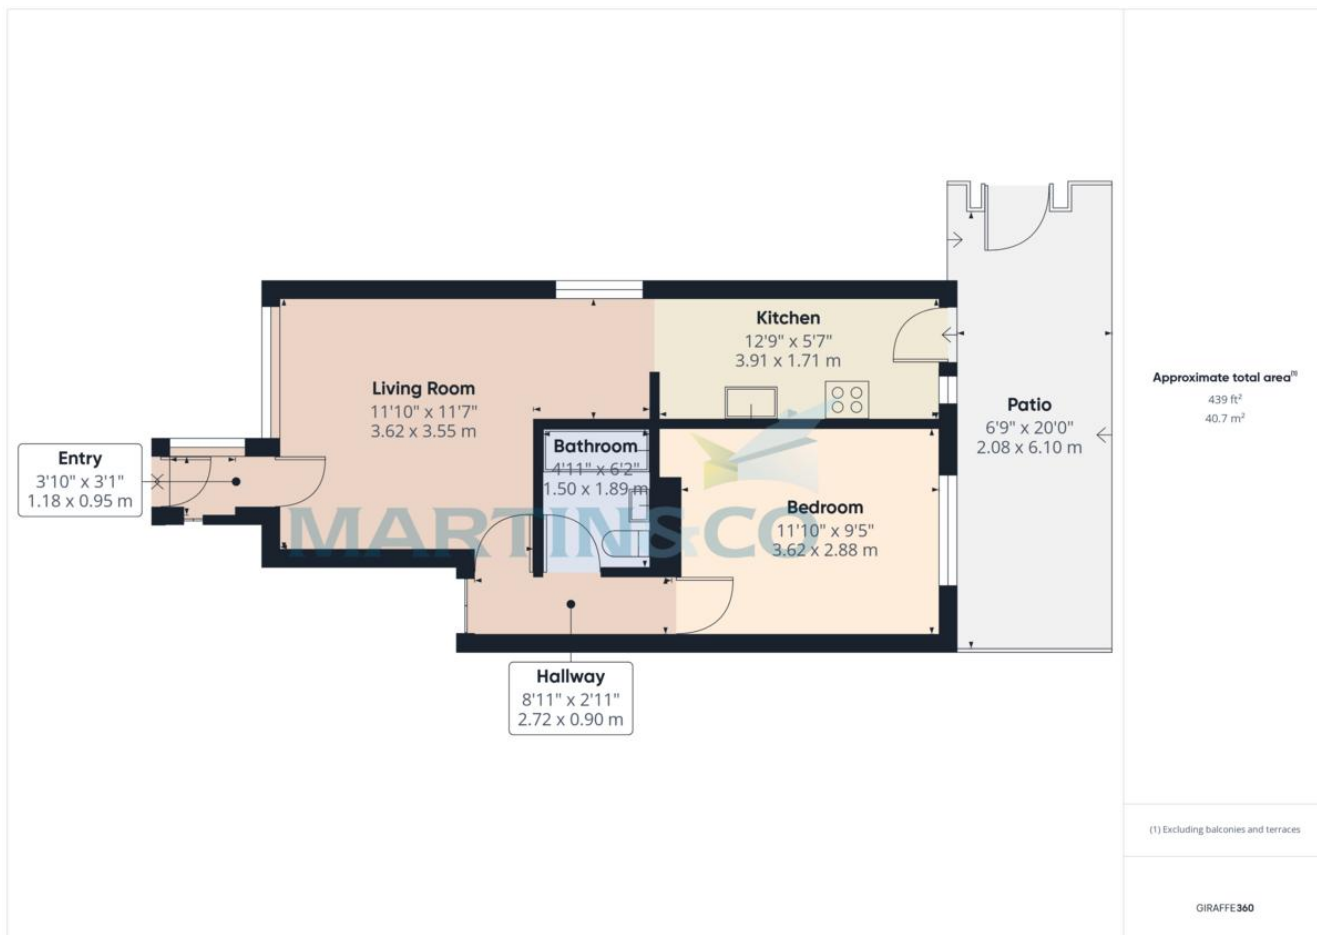 Kitchen
12'9" x 5'7"
3.91 x 1.71 m
Living Room
11'10" x 11'7"
3.62 x 3.55 m
Patio
6'9" x 20'0"
2.08 x 6.10 m
Entry
3'10" x 3'1"
1.18 x 0.95 m
Bathroom
4'11" x 6'2"
1.50 x 1.89 m
Bedroom
11'10" x 9'5"
3.62 x 2.88 m
MARTIN&CO
Hallway
8'11" x 2'11"
2.72 x 0.90 m
Approximate total area(1)
439 ft²
40.7 m²
(1) Excluding balconies and terraces
GIRAFFE360